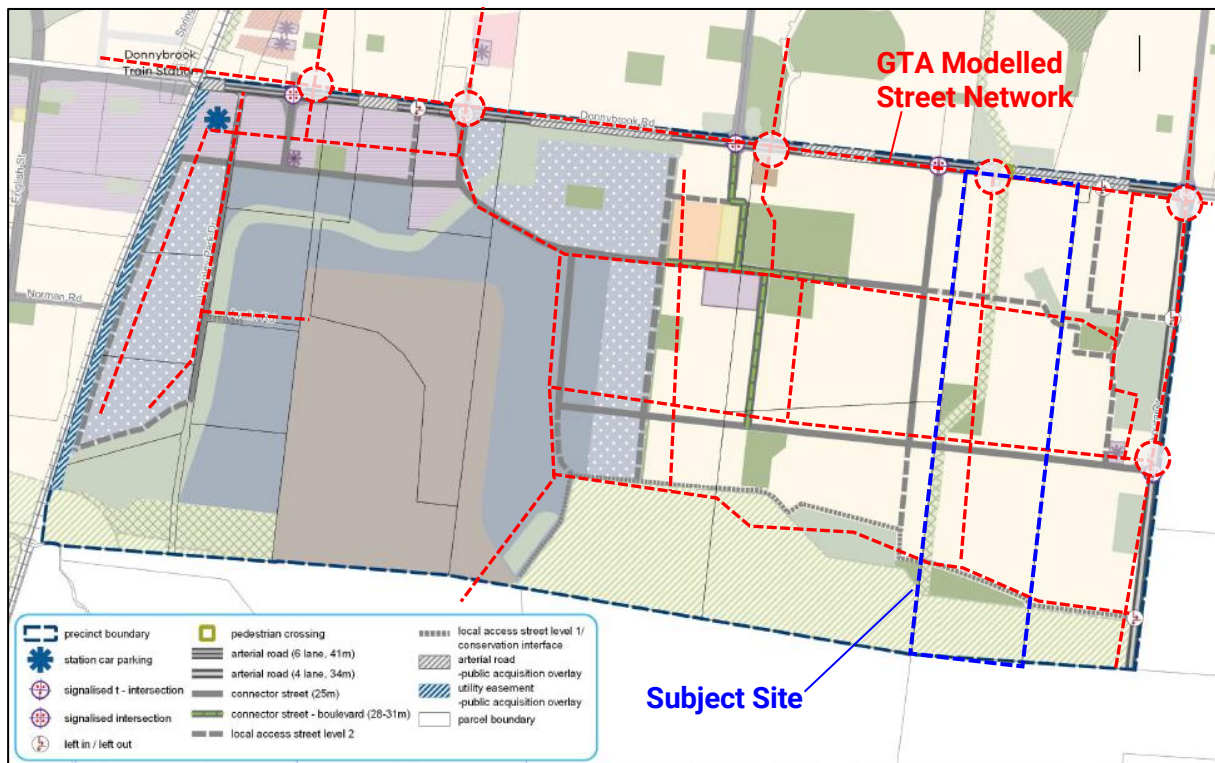 Spring
Donnybrook
Train Station
GTA Modelled
Street Network
Donnybrook Rd
English St
Norman Rd
Subject Site
precinct boundary
station car parking
signalised t - intersection
signalised intersection
left in / left out
pedestrian crossing
arterial road (6 lane, 41m)
arterial road (4 lane, 34m)
connector street (25m)
connector street - boulevard (28-31m)
local access street level 2
local access street level 1/
conservation interface
arterial road
-public acquisition overlay
utility easement
-public acquisition overlay
parcel boundary